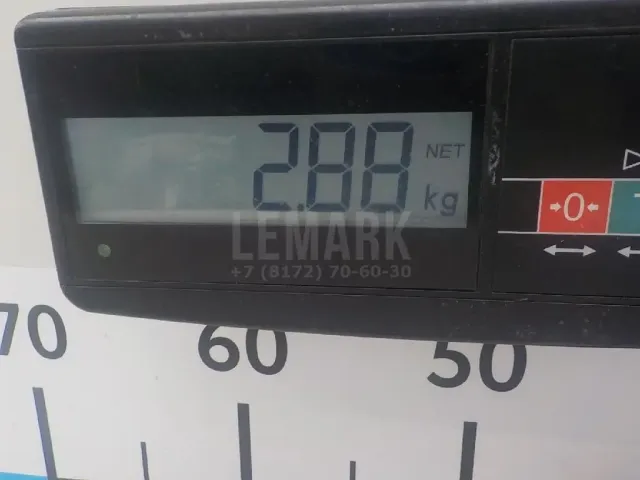 2.88 NET kg
→0← T
LEMARK
+7 (8172) 70-60-30
70 60 50